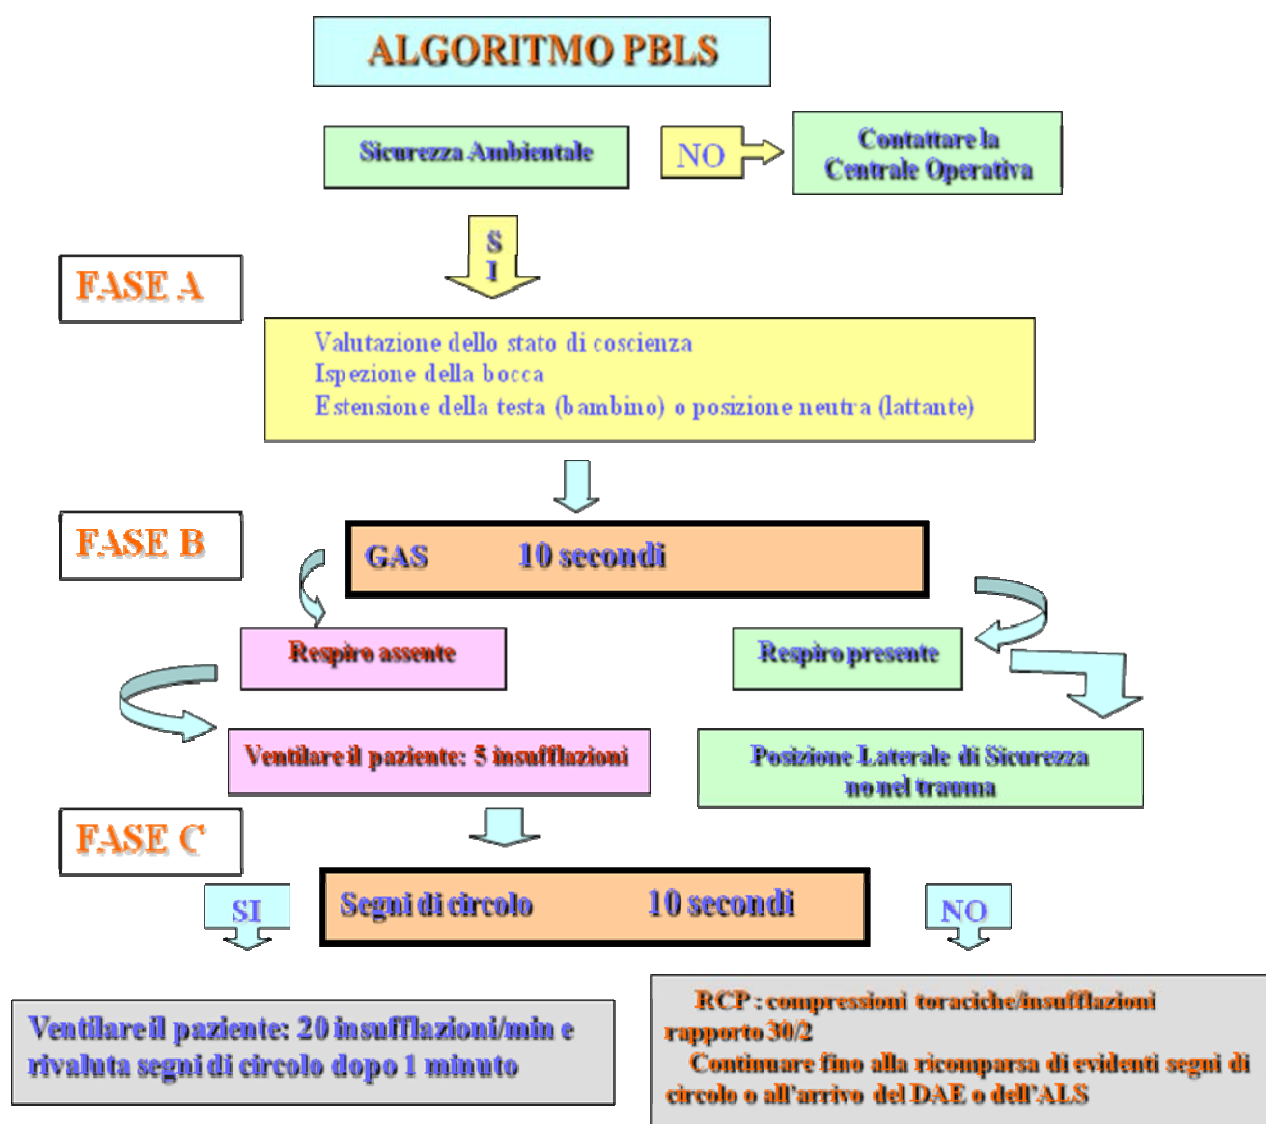 ALGORITMO PBLS
Sicurezza Ambientale
NO
Contattare la
Centrale Operativa
S
I
FASE A
Valutazione dello stato di coscienza
Ispezione della bocca
Estensione della testa (bambino) o posizione neutra (lattante)
FASE B
GAS 10 secondi
Respiro assente
Respiro presente
Ventilare il paziente: 5 insufflazioni
Posizione Laterale di Sicurezza
no nel trauma
FASE C
SI
Segni di circolo 10 secondi
NO
Ventilare il paziente: 20 insufflazioni/min e
rivaluta segni di circolo dopo 1 minuto
RCP : compressioni toraciche/insufflazioni
rapporto 30/2
Continuare fino alla ricomparsa di evidenti segni di
circolo o all'arrivo del DAE o dell'ALS